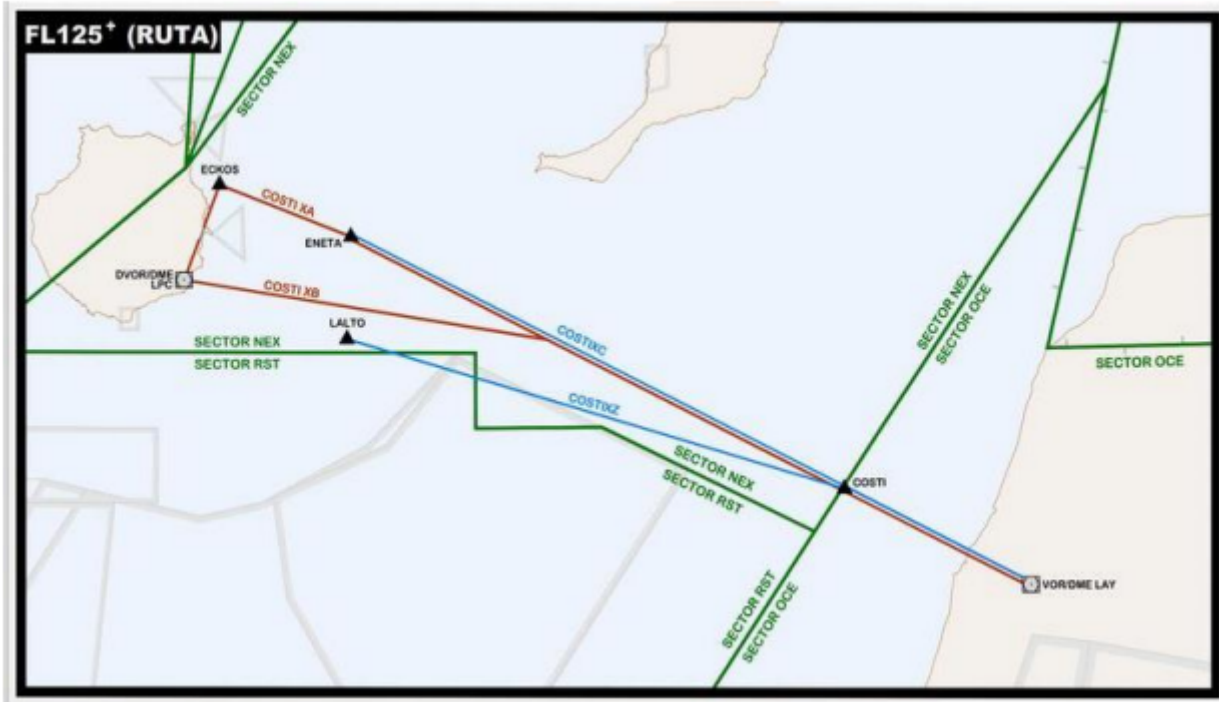 FL125⁺ (RUTA)
SECTOR NEX
ECKOS
COSTI XA
ENETA
DVOR/DME
LPC
COSTI XB
LALTO
SECTOR NEX
SECTOR RST
COSTIXC
COSTIXZ
SECTOR NEX
SECTOR OCE
SECTOR OCE
SECTOR NEX
SECTOR RST
COSTI
SECTOR RST
SECTOR OCE
VOR/DME LAY